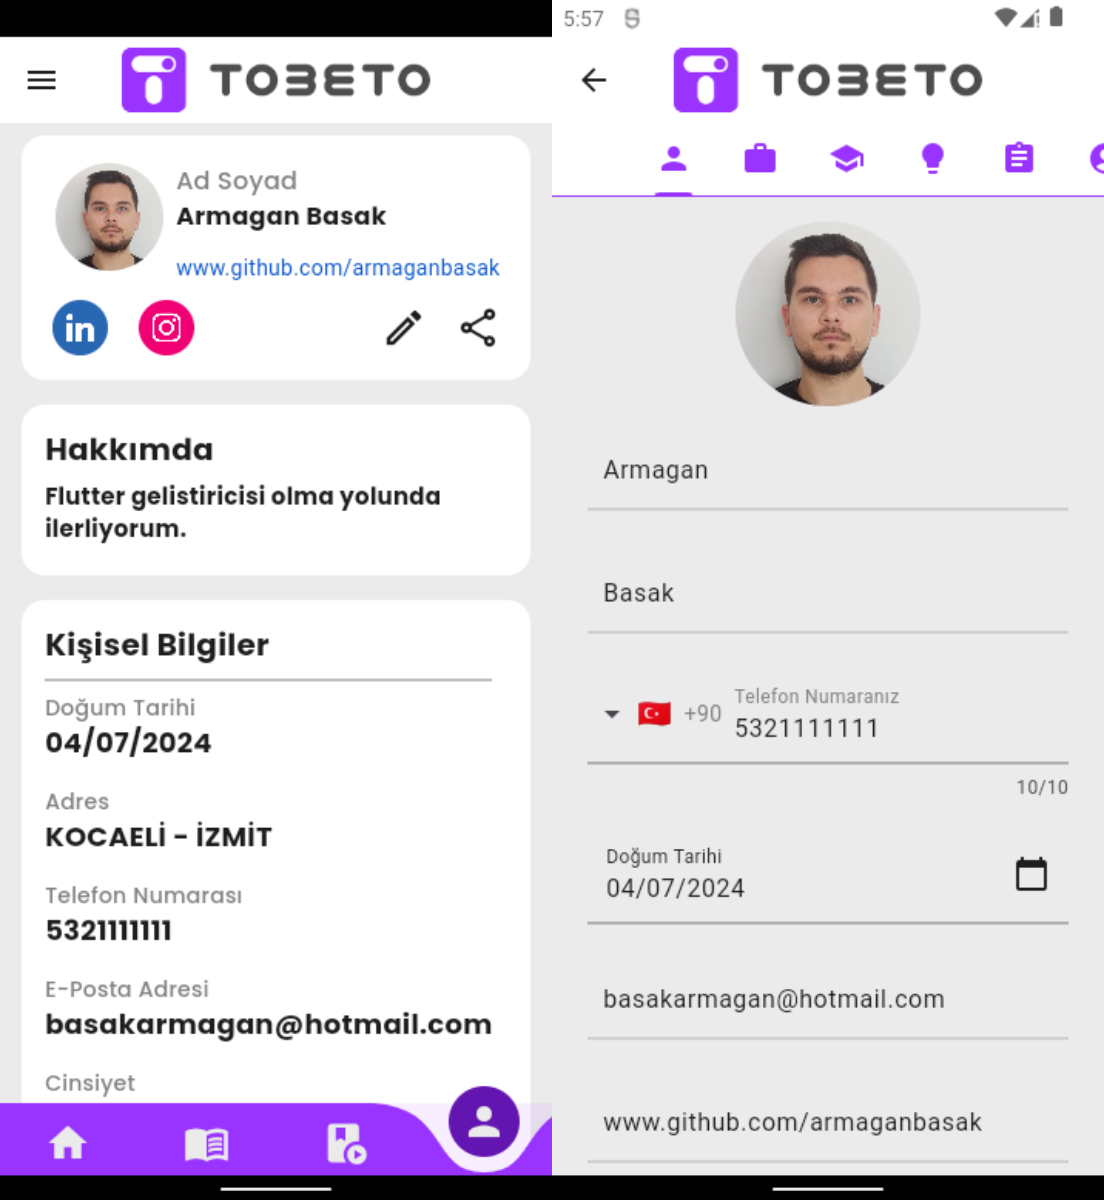 TOBETO
Ad Soyad
Armagan Basak
www.github.com/armaganbasak
in
Hakkımda
Flutter gelistiricisi olma yolunda
ilerliyorum.
Kişisel Bilgiler
Doğum Tarihi
04/07/2024
Adres
KOCAELİ - İZMİT
Telefon Numarası
5321111111
E-Posta Adresi
basakarmagan@hotmail.com
Cinsiyet
5:57
TOBETO
Armagan
Basak
Telefon Numaranız
+90 5321111111
10/10
Doğum Tarihi
04/07/2024
basakarmagan@hotmail.com
www.github.com/armaganbasak